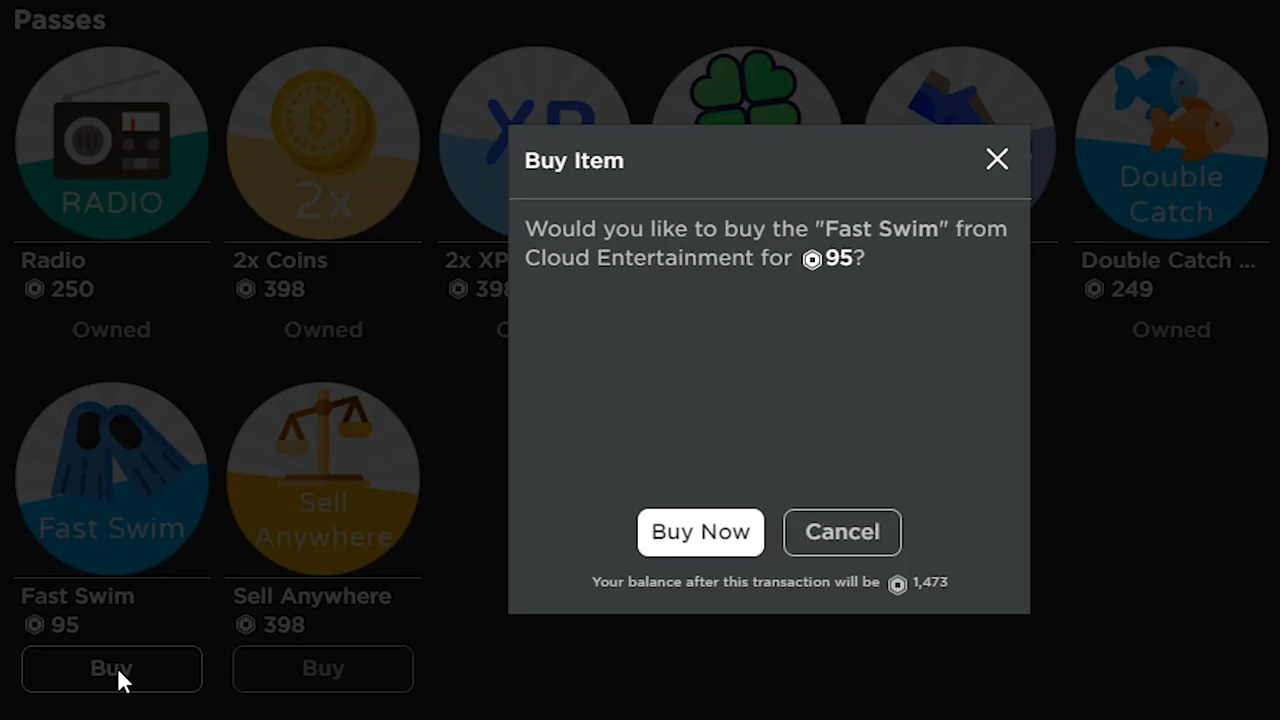 Passes
RADIO
2x
XP
Double
Catch
Buy Item
Would you like to buy the "Fast Swim" from
Cloud Entertainment for 95?
Buy Now
Cancel
Your balance after this transaction will be 1,473
Radio
250
Owned
2x Coins
398
Owned
2x XP
Double Catch ...
249
Owned
Fast Swim
Sell
Anywhere
Fast Swim
95
Buy
Sell Anywhere
398
Buy